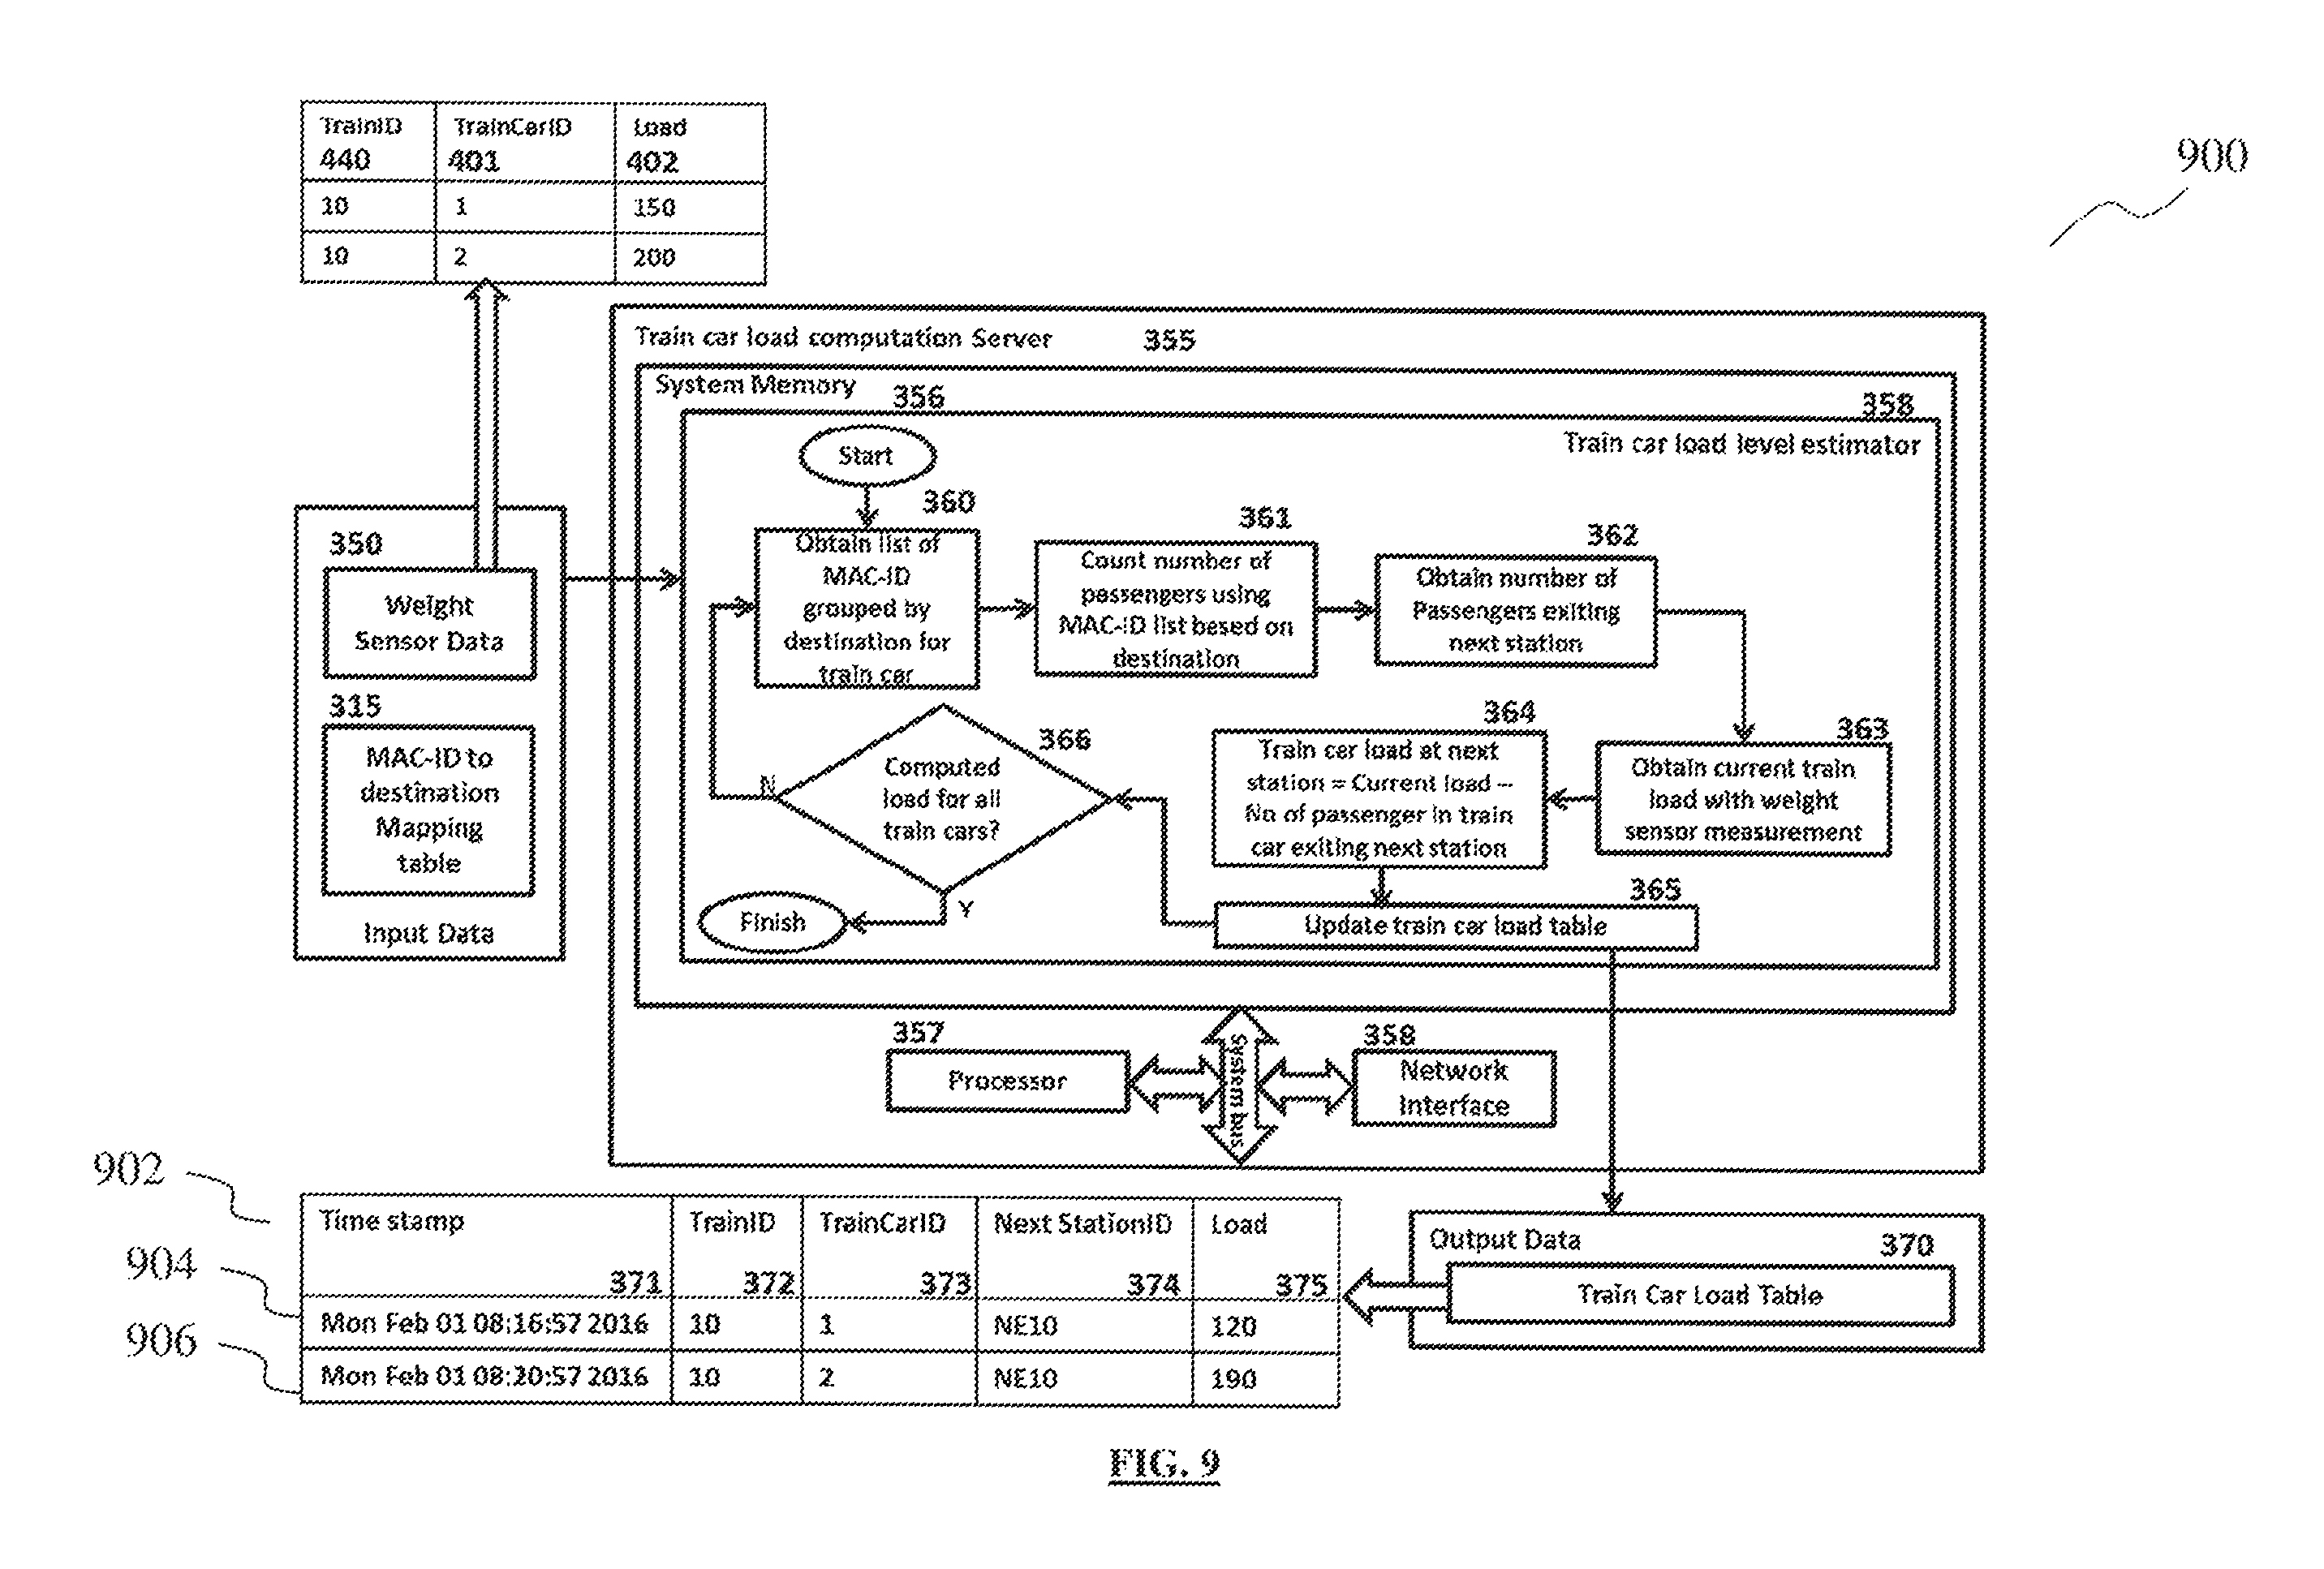 TrainID TrainCarID Load
440 401 402
10 1 150
10 2 200
900
Train car load computation Server 355
System Memory
356
358
Train car load level estimator
Start
360
Obtain list of
MAC-ID
grouped by
destination for
train car
361
Count number of
passengers using
MAC-ID list based on
destination
362
Obtain number of
Passengers exiting
next station
363
Obtain current train
load with weight
sensor measurement
364
Train car load at next
station = Current load –
No of passenger in train
car exiting next station
365
Update train car load table
366
Computed
load for all
train cars?
N
Y
Finish
350
Weight
Sensor Data
315
MAC-ID to
destination
Mapping
table
Input Data
357
Processor
System bus
358
Network
Interface
902
904
906
Time stamp TrainID TrainCarID Next StationID Load
371 372 373 374 375
Mon Feb 01 08:16:57 2016 10 1 NE10 120
Mon Feb 01 08:20:57 2016 10 2 NE10 190
Output Data 370
Train Car Load Table
FIG. 9